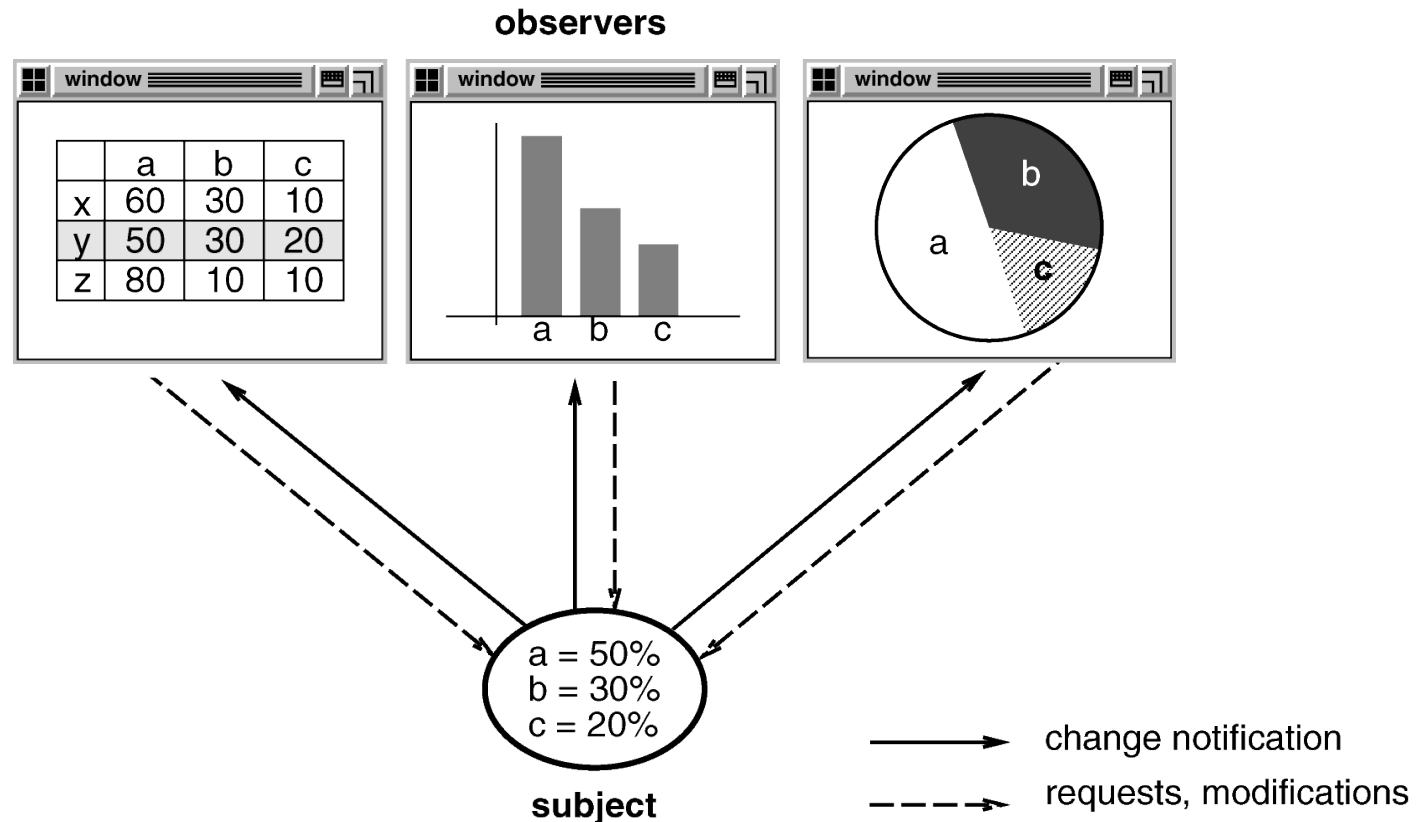 observers
window
window
window
a b c
x 60 30 10
y 50 30 20
z 80 10 10
a b c
b
a
c
a = 50%
b = 30%
c = 20%
subject
change notification
requests, modifications